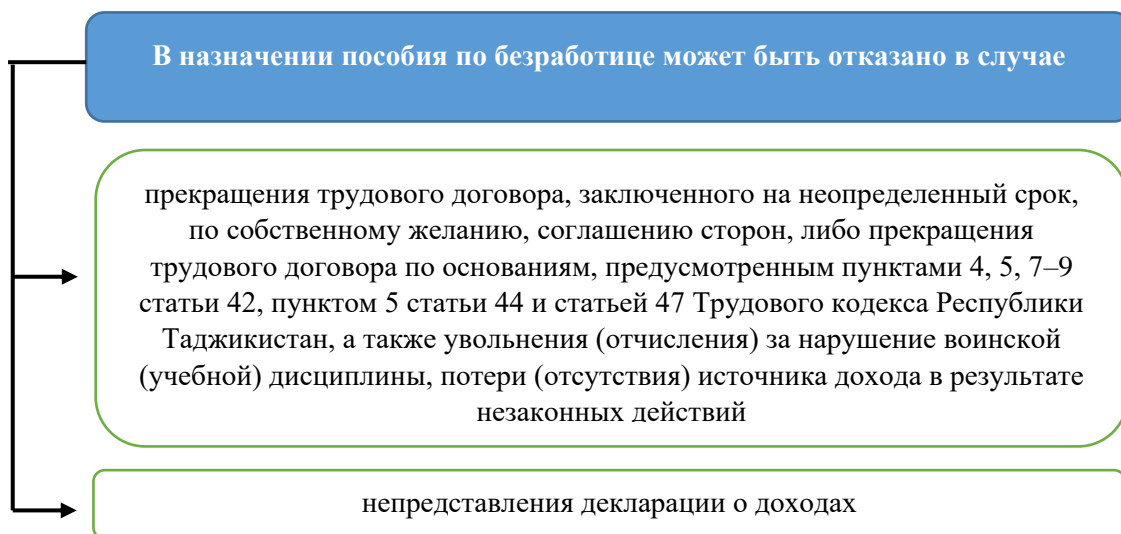 В назначении пособия по безработице может быть отказано в случае
прекращения трудового договора, заключенного на неопределенный срок,
по собственному желанию, соглашению сторон, либо прекращения
трудового договора по основаниям, предусмотренным пунктами 4, 5, 7–9
статьи 42, пунктом 5 статьи 44 и статьей 47 Трудового кодекса Республики
Таджикистан, а также увольнения (отчисления) за нарушение воинской
(учебной) дисциплины, потери (отсутствия) источника дохода в результате
незаконных действий
непредставления декларации о доходах